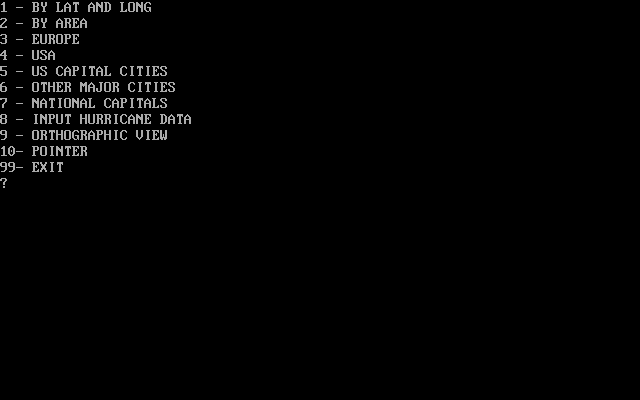 1 - BY LAT AND LONG
2 - BY AREA
3 - EUROPE
4 - USA
5 - US CAPITAL CITIES
6 - OTHER MAJOR CITIES
7 - NATIONAL CAPITALS
8 - INPUT HURRICANE DATA
9 - ORTHOGRAPHIC VIEW
10- POINTER
99- EXIT
?